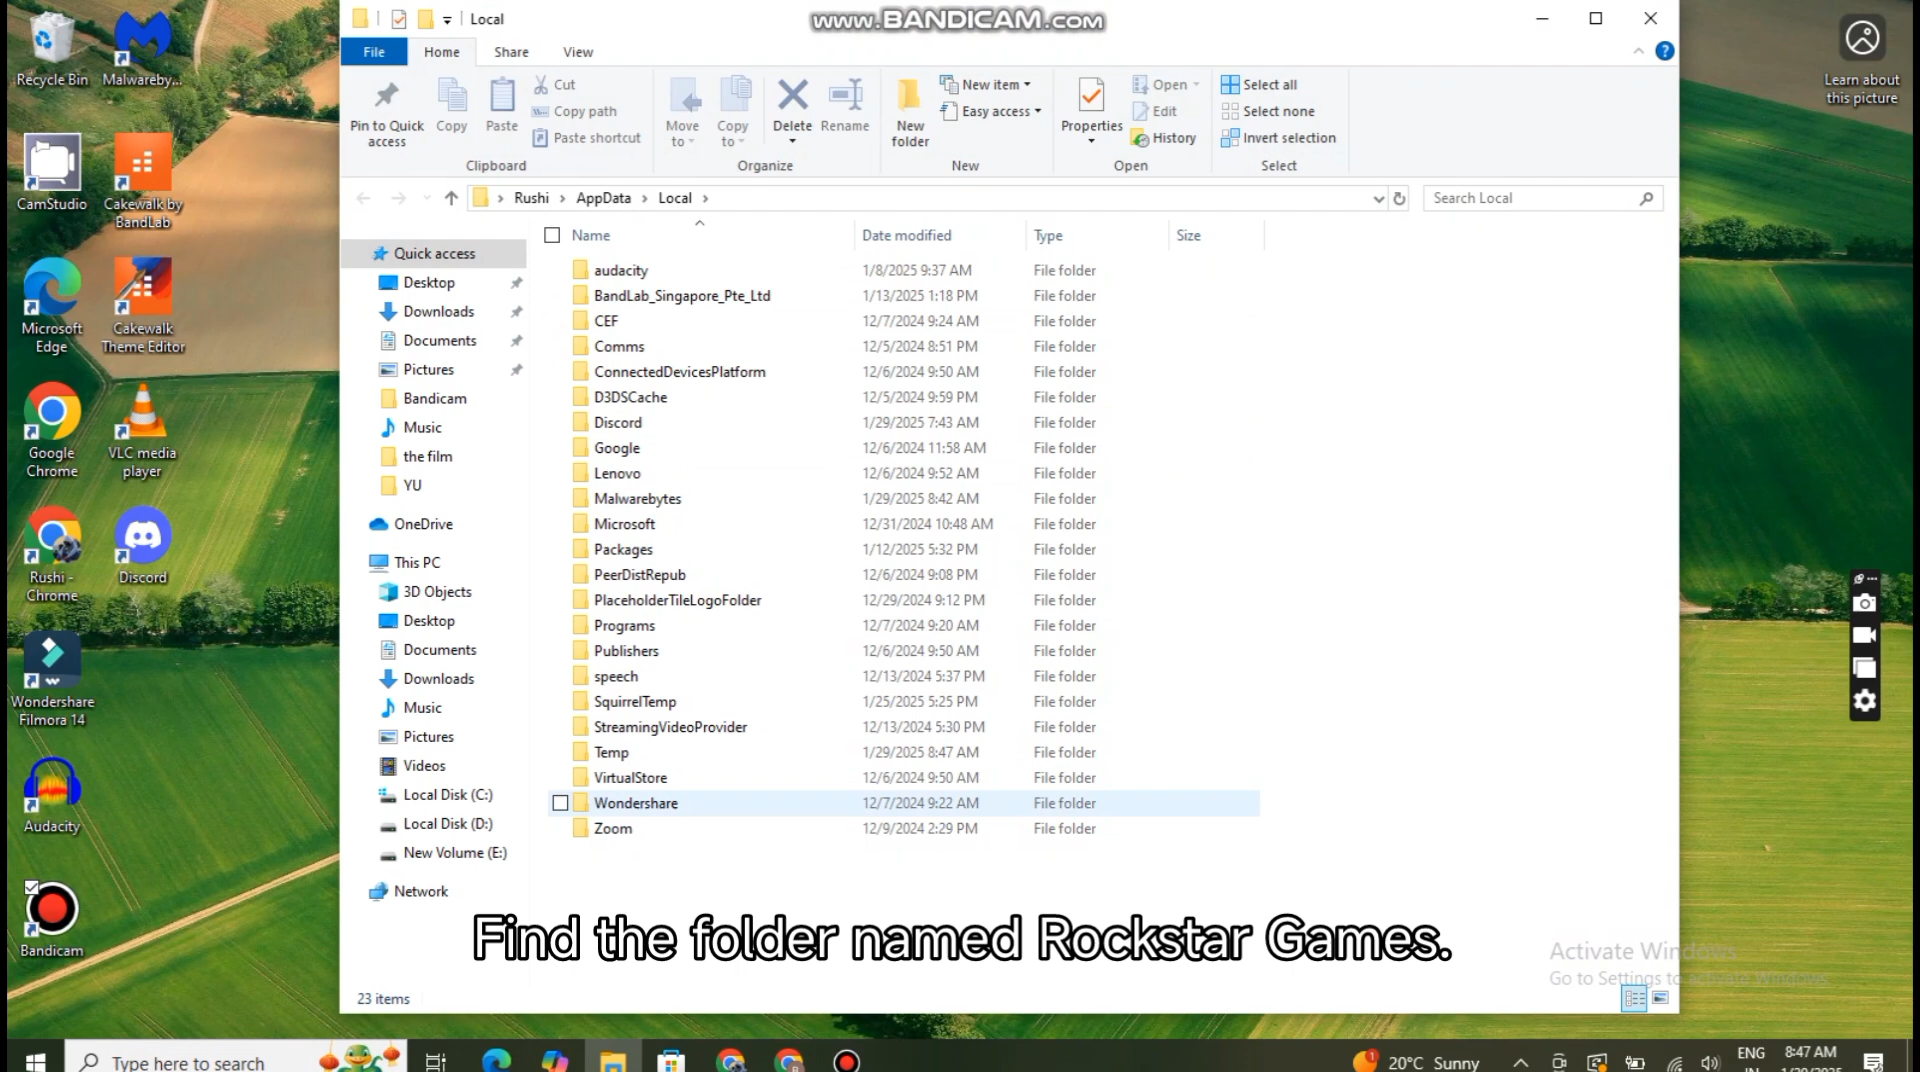 Local
www.BANDICAM.com
File Home Share View
Pin to Quick access
Copy
Paste
Cut
Copy path
Paste shortcut
Clipboard
Move to
Copy to
Delete
Rename
Organize
New folder
New item
Easy access
New
Properties
Open
Edit
History
Open
Select all
Select none
Invert selection
Select
Rushi > AppData > Local >
Search Local
Quick access
Desktop
Downloads
Documents
Pictures
Bandicam
Music
the film
YU
OneDrive
This PC
3D Objects
Desktop
Documents
Downloads
Music
Pictures
Videos
Local Disk (C:)
Local Disk (D:)
New Volume (E:)
Network
Name Date modified Type Size
audacity 1/8/2025 9:37 AM File folder
BandLab_Singapore_Pte_Ltd 1/13/2025 1:18 PM File folder
CEF 12/7/2024 9:24 AM File folder
Comms 12/5/2024 8:51 PM File folder
ConnectedDevicesPlatform 12/6/2024 9:50 AM File folder
D3DSCache 12/5/2024 9:59 PM File folder
Discord 1/29/2025 7:43 AM File folder
Google 12/6/2024 11:58 AM File folder
Lenovo 12/6/2024 9:52 AM File folder
Malwarebytes 1/29/2025 8:42 AM File folder
Microsoft 12/31/2024 10:48 AM File folder
Packages 1/12/2025 5:32 PM File folder
PeerDistRepub 12/6/2024 9:08 PM File folder
PlaceholderTileLogoFolder 12/29/2024 9:12 PM File folder
Programs 12/7/2024 9:20 AM File folder
Publishers 12/6/2024 9:50 AM File folder
speech 12/13/2024 5:37 PM File folder
SquirrelTemp 1/25/2025 5:25 PM File folder
StreamingVideoProvider 12/13/2024 5:30 PM File folder
Temp 1/29/2025 8:47 AM File folder
VirtualStore 12/6/2024 9:50 AM File folder
Wondershare 12/7/2024 9:22 AM File folder
Zoom 12/9/2024 2:29 PM File folder
Find the folder named Rockstar Games.
23 items
Activate Windows
Go to Settings to activate Windows.
Recycle Bin
Malwareby...
CamStudio
Cakewalk by
BandLab
Microsoft
Edge
Cakewalk
Theme Editor
Google
Chrome
VLC media
player
Rushi -
Chrome
Discord
Wondershare
Filmora 14
Audacity
Bandicam
Learn about
this picture
Type here to search
1
20°C Sunny
ENG
8:47 AM